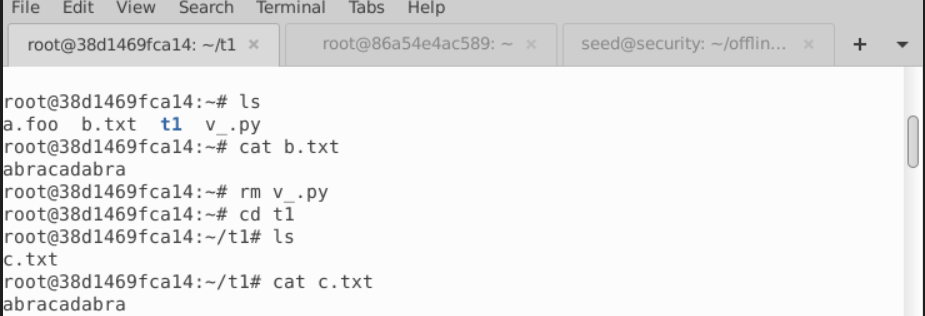 File Edit View Search Terminal Tabs Help
root@38d1469fca14: ~/t1 × root@86a54e4ac589: ~ × seed@security: ~/offlin... × +
root@38d1469fca14:~# ls
a.foo b.txt t1 v_.py
root@38d1469fca14:~# cat b.txt
abracadabra
root@38d1469fca14:~# rm v_.py
root@38d1469fca14:~# cd t1
root@38d1469fca14:~/t1# ls
c.txt
root@38d1469fca14:~/t1# cat c.txt
abracadabra